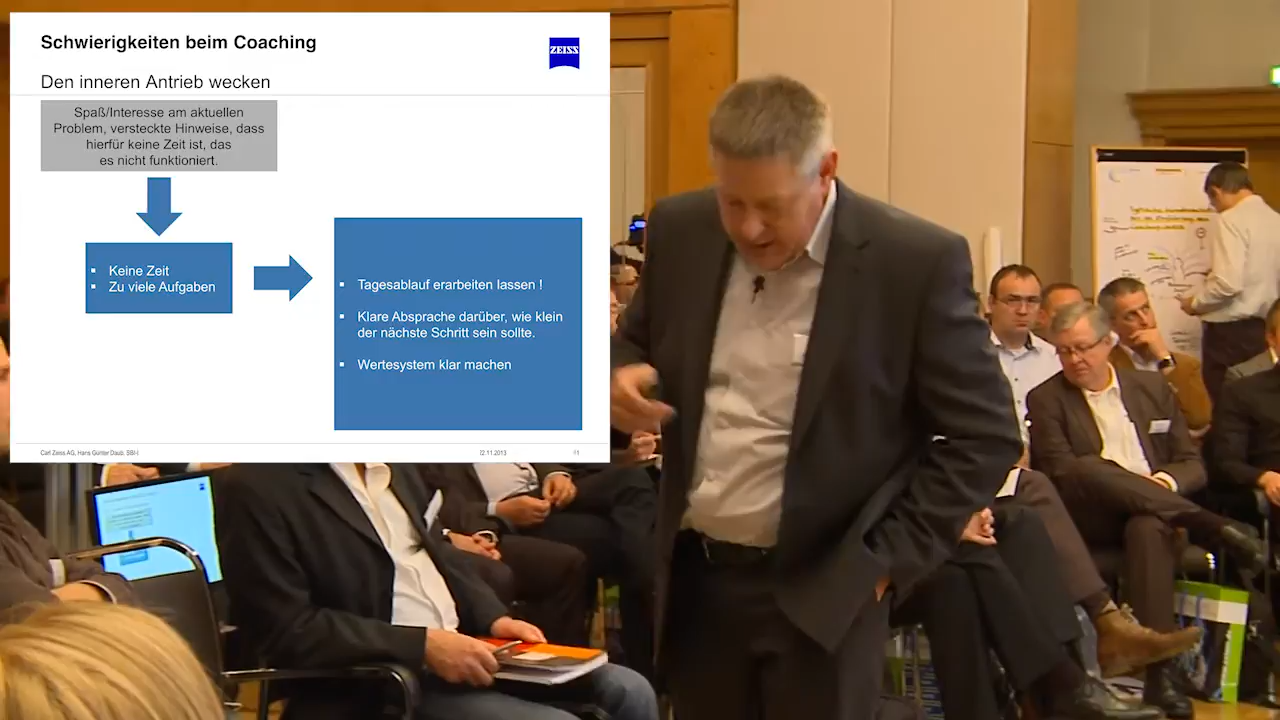 Schwierigkeiten beim Coaching
ZEISS
Den inneren Antrieb wecken
Spaß/Interesse am aktuellen
Problem, versteckte Hinweise, dass
hierfür keine Zeit ist, das
es nicht funktioniert.
▪ Keine Zeit
▪ Zu viele Aufgaben
▪ Tagesablauf erarbeiten lassen !
▪ Klare Absprache darüber, wie klein
der nächste Schritt sein sollte.
▪ Wertesystem klar machen
Carl Zeiss AG, Hans Günter Daub, SBI-I
22.11.2013